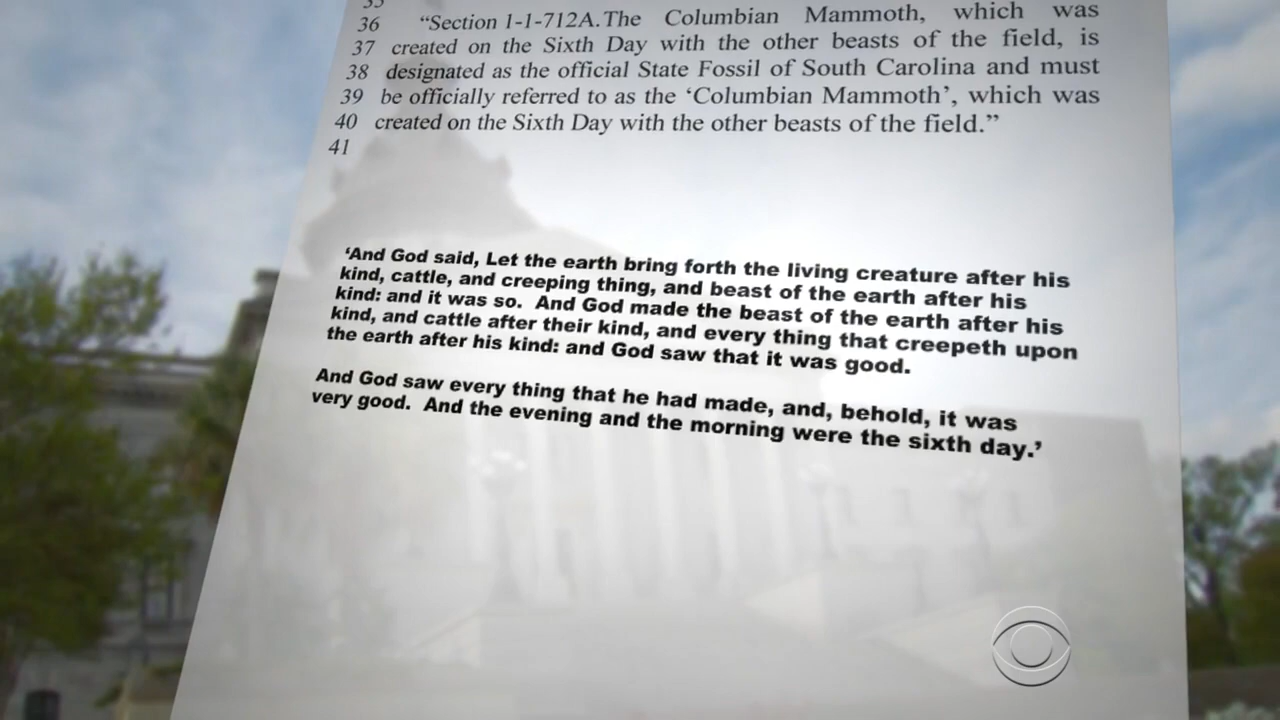 35
36 “Section 1-1-712A. The Columbian Mammoth, which was
37 created on the Sixth Day with the other beasts of the field, is
38 designated as the official State Fossil of South Carolina and must
39 be officially referred to as the ‘Columbian Mammoth’, which was
40 created on the Sixth Day with the other beasts of the field.”
41
‘And God said, Let the earth bring forth the living creature after his
kind, cattle, and creeping thing, and beast of the earth after his
kind: and it was so. And God made the beast of the earth after his
kind, and cattle after their kind, and every thing that creepeth upon
the earth after his kind: and God saw that it was good.
And God saw every thing that he had made, and, behold, it was
very good. And the evening and the morning were the sixth day.’